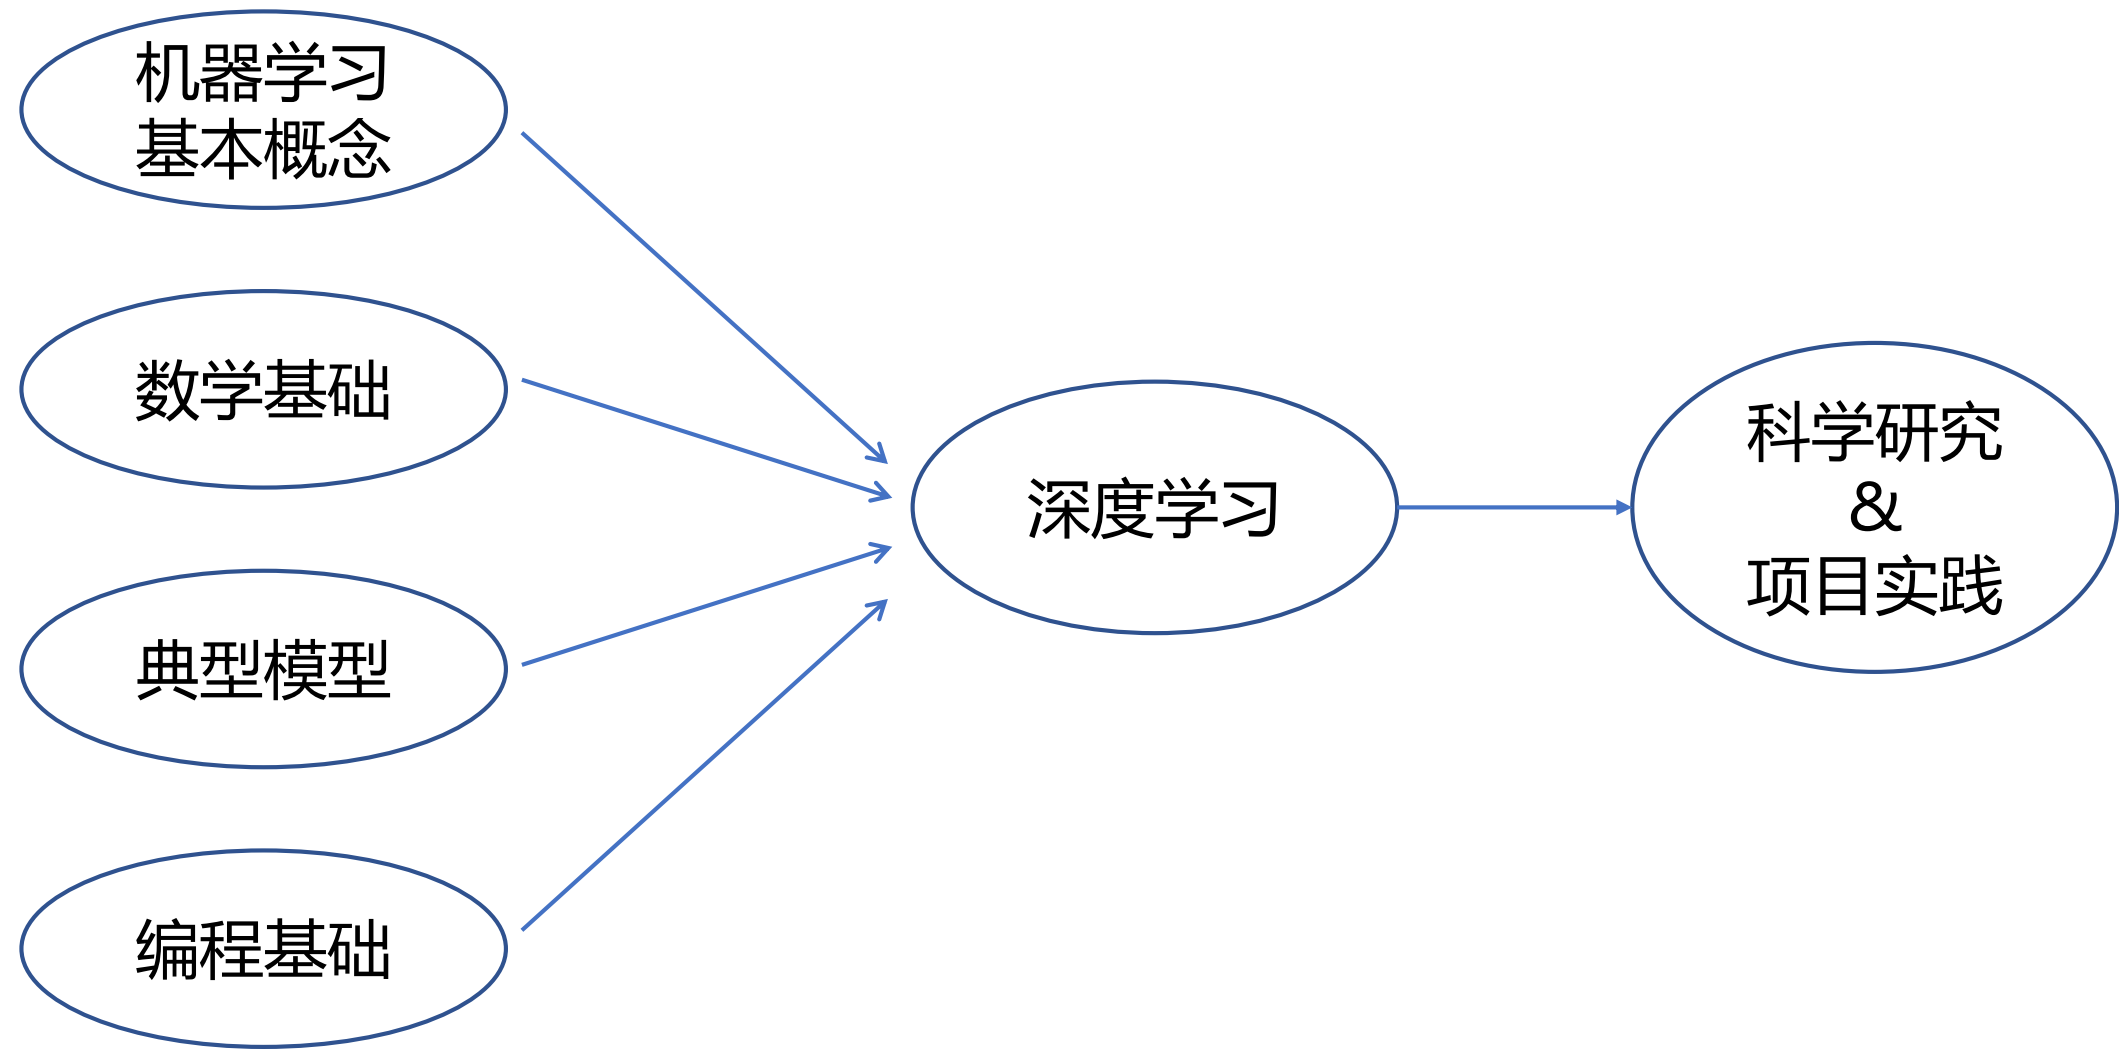 机器学习
基本概念
数学基础
典型模型
编程基础
深度学习
科学研究
&
项目实践